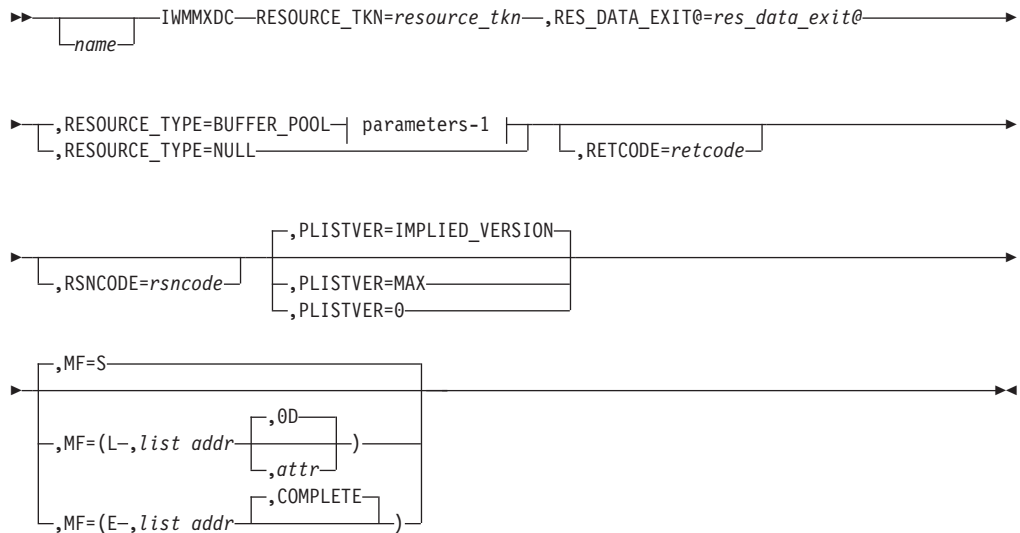 IWMMXDC RESOURCE_TKN=resource_tkn ,RES_DATA_EXIT@=res_data_exit@
name
,RESOURCE_TYPE=BUFFER_POOL parameters-1
,RESOURCE_TYPE=NULL ,RETCODE=retcode
,PLISTVER=IMPLIED_VERSION
,RSNCODE=rsncode ,PLISTVER=MAX
,PLISTVER=0
,MF=S
,0D
,MF=(L ,list addr )
,attr
,COMPLETE
,MF=(E ,list addr )